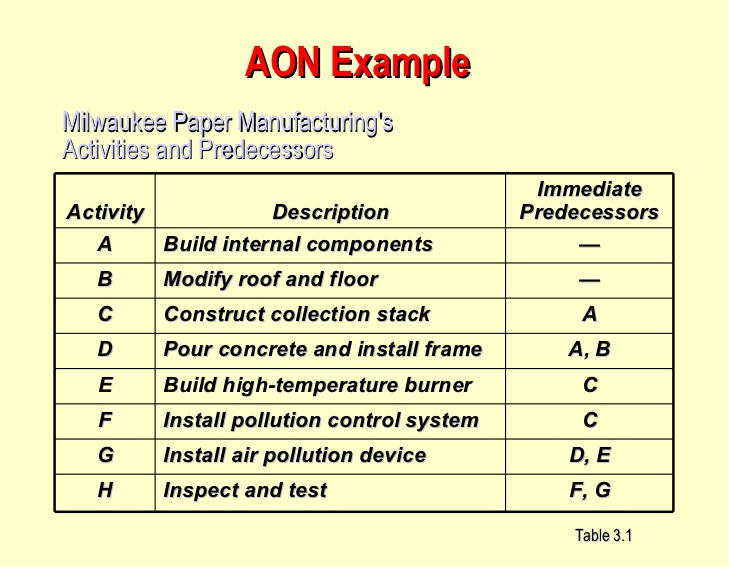 AON Example
Milwaukee Paper Manufacturing's
Activities and Predecessors
Activity Description Immediate Predecessors
A Build internal components —
B Modify roof and floor —
C Construct collection stack A
D Pour concrete and install frame A, B
E Build high-temperature burner C
F Install pollution control system C
G Install air pollution device D, E
H Inspect and test F, G
Table 3.1